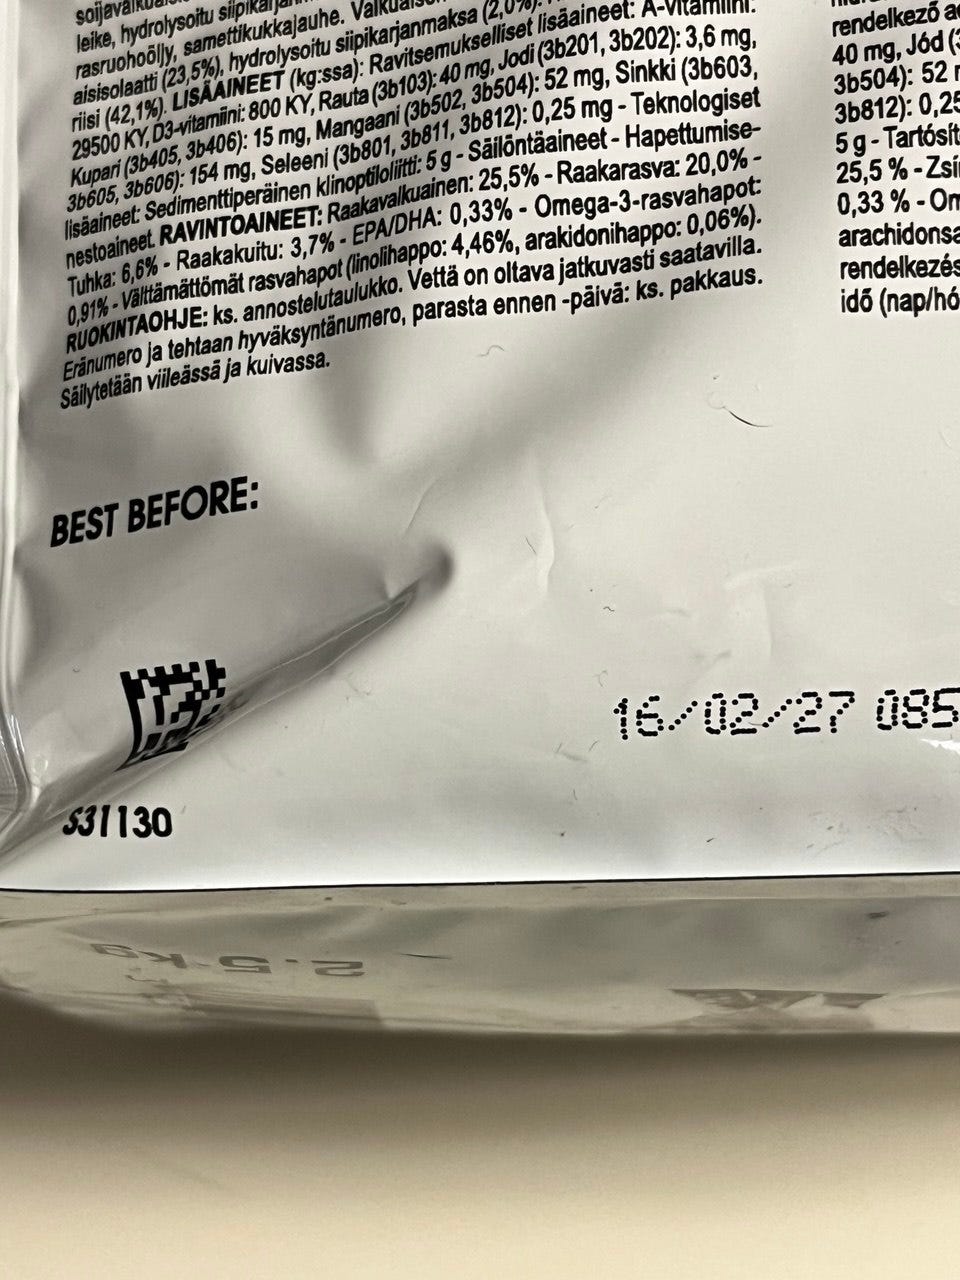 leike, hydrolysoitu
rasruohoöljy, samettikukkajauhe.
aisisolaatti (23,5%), hydrolysoitu siipikarjanmaksa (2,0%),
riisi (42,1%). LISÄAINEET (kg:ssa): Ravitsemukselliset lisäaineet: A-vitamiini:
29500 KY, D3-vitamiini: 800 KY, Rauta (3b103): 40 mg, Jodi (3b201, 3b202): 3,6 mg,
Kupari (3b405, 3b406): 15 mg, Mangaani (3b502, 3b504): 52 mg, Sinkki (3b603,
3b605, 3b606): 154 mg, Seleeni (3b801, 3b811, 3b812): 0,25 mg - Teknologiset
lisäaineet: Sedimenttiperäinen klinoptiloliitti: 5 g - Säilöntäaineet - Hapettumise-
nestoaineet. RAVINTOAINEET: Raakavalkuainen: 25,5% - Raakarasva: 20,0% -
Tuhka: 6,6% - Raakakuitu: 3,7% - EPA/DHA: 0,33% - Omega-3-rasvahapot:
0,91% - Välttämättömät rasvahapot (linolihappo: 4,46%, arakidonihappo: 0,06%).
RUOKINTAOHJE: ks. annostelutaulukko. Vettä on oltava jatkuvasti saatavilla.
Eränumero ja tehtaan hyväksyntänumero, parasta ennen -päivä: ks. pakkaus.
Säilytetään viileässä ja kuivassa.
rendelkező
40 mg, Jód
3b504): 52
3b812): 0,25
5 g - Tartósít
25,5 % - Zsí
0,33 % - Om
arachidonsa
rendelkezés
idő (nap/hó
BEST BEFORE:
16/02/27 085
S31130
2.5 kg